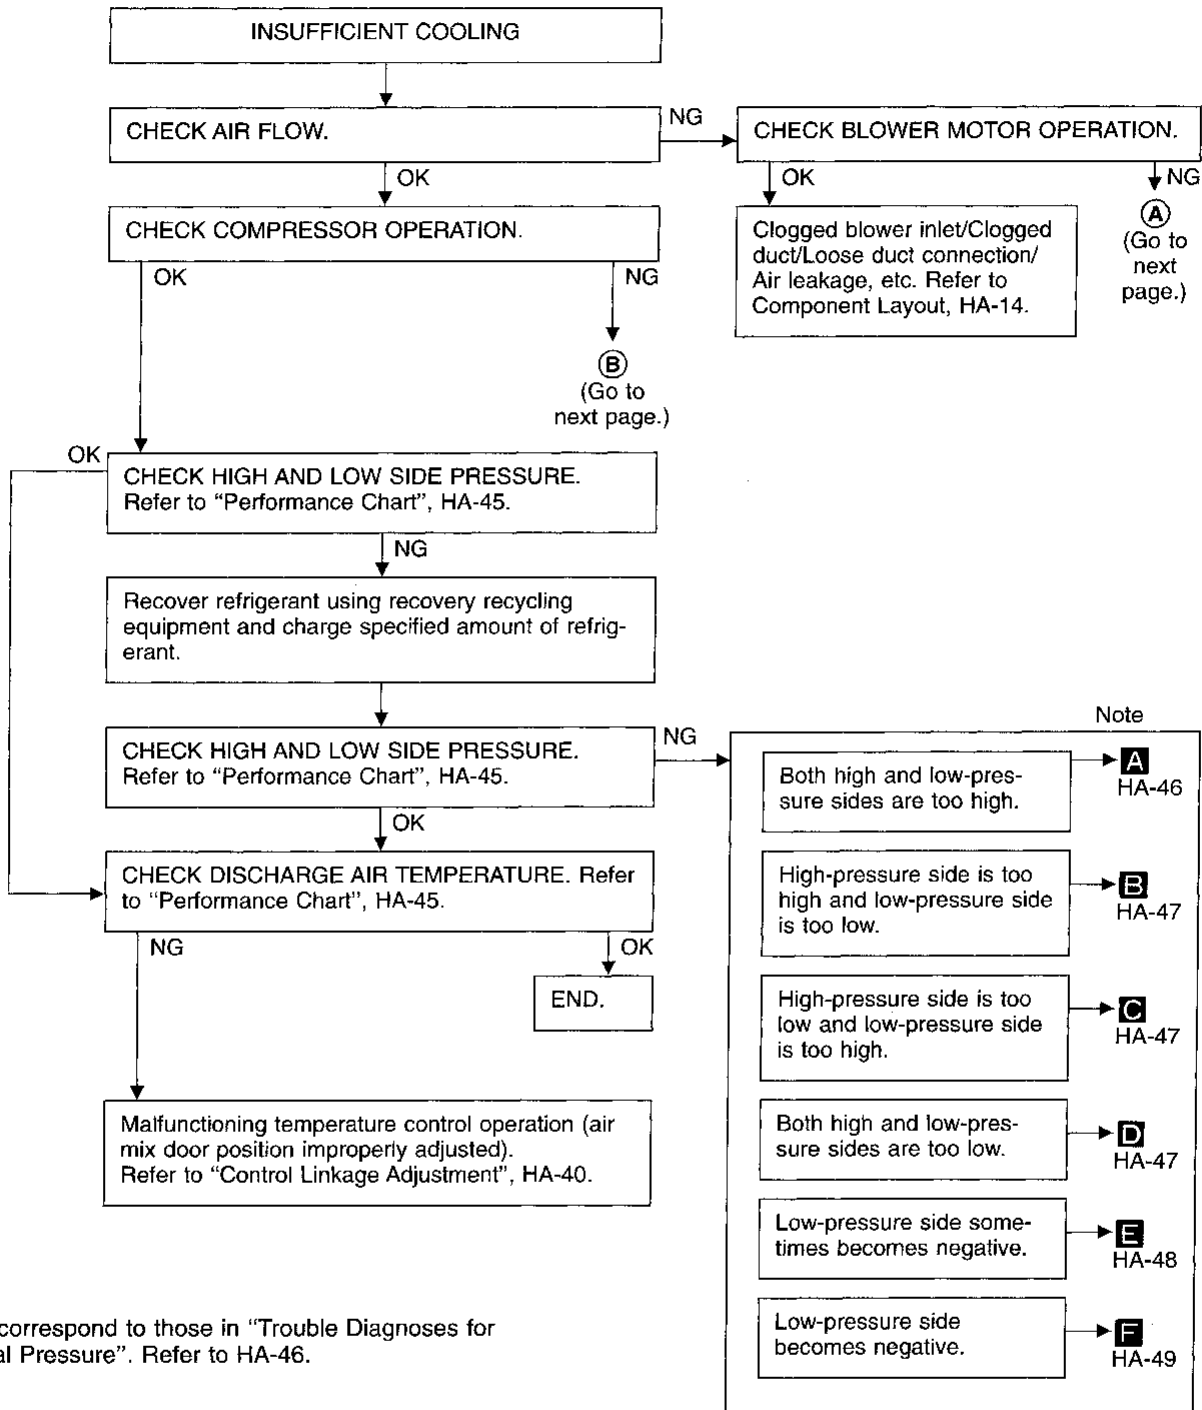 INSUFFICIENT COOLING
CHECK AIR FLOW.
NG
CHECK BLOWER MOTOR OPERATION.
OK
OK
NG
CHECK COMPRESSOR OPERATION.
Clogged blower inlet/Clogged
duct/Loose duct connection/
Air leakage, etc. Refer to
Component Layout, HA-14.
A
(Go to
next
page.)
OK
NG
B
(Go to
next page.)
OK
CHECK HIGH AND LOW SIDE PRESSURE.
Refer to “Performance Chart”, HA-45.
NG
Recover refrigerant using recovery recycling
equipment and charge specified amount of refrig-
erant.
CHECK HIGH AND LOW SIDE PRESSURE.
Refer to “Performance Chart”, HA-45.
NG
OK
CHECK DISCHARGE AIR TEMPERATURE. Refer
to “Performance Chart”, HA-45.
NG
OK
END.
Malfunctioning temperature control operation (air
mix door position improperly adjusted).
Refer to “Control Linkage Adjustment”, HA-40.
Note
Both high and low-pres-
sure sides are too high.
A
HA-46
High-pressure side is too
high and low-pressure side
is too low.
B
HA-47
High-pressure side is too
low and low-pressure side
is too high.
C
HA-47
Both high and low-pres-
sure sides are too low.
D
HA-47
Low-pressure side some-
times becomes negative.
E
HA-48
Low-pressure side
becomes negative.
F
HA-49
correspond to those in “Trouble Diagnoses for
al Pressure”. Refer to HA-46.